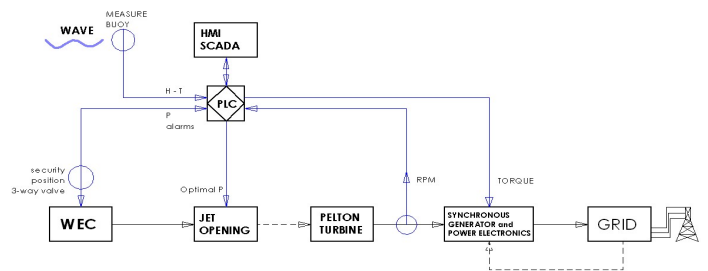 MEASURE
BUOY
WAVE
HMI
SCADA
H - T
PLC
P
alarms
security
position
3-way valve
Optimal P
RPM
TORQUE
WEC
JET
OPENING
PELTON
TURBINE
SYNCHRONOUS
GENERATOR and
POWER ELECTRONICS
GRID